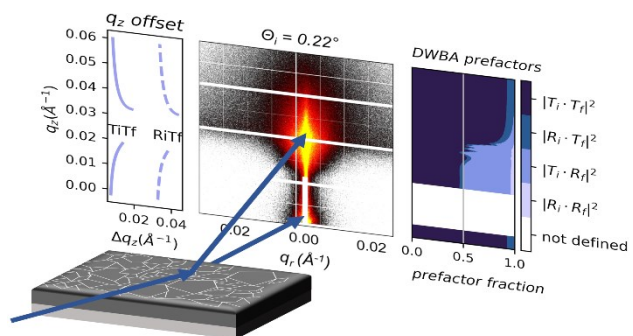 q_z offset
q_z(Å⁻¹)
0.06
0.05
0.04
0.03
0.02
0.01
0.00
TiTf
RiTf
0.02
0.04
Δq_z(Å⁻¹)
Θ_i = 0.22°
0.02
0.00
0.02
q_r (Å⁻¹)
DWBA prefactors
|T_i · T_f|²
|R_i · T_f|²
|T_i · R_f|²
|R_i · R_f|²
not defined
0.0
0.5
1.0
prefactor fraction